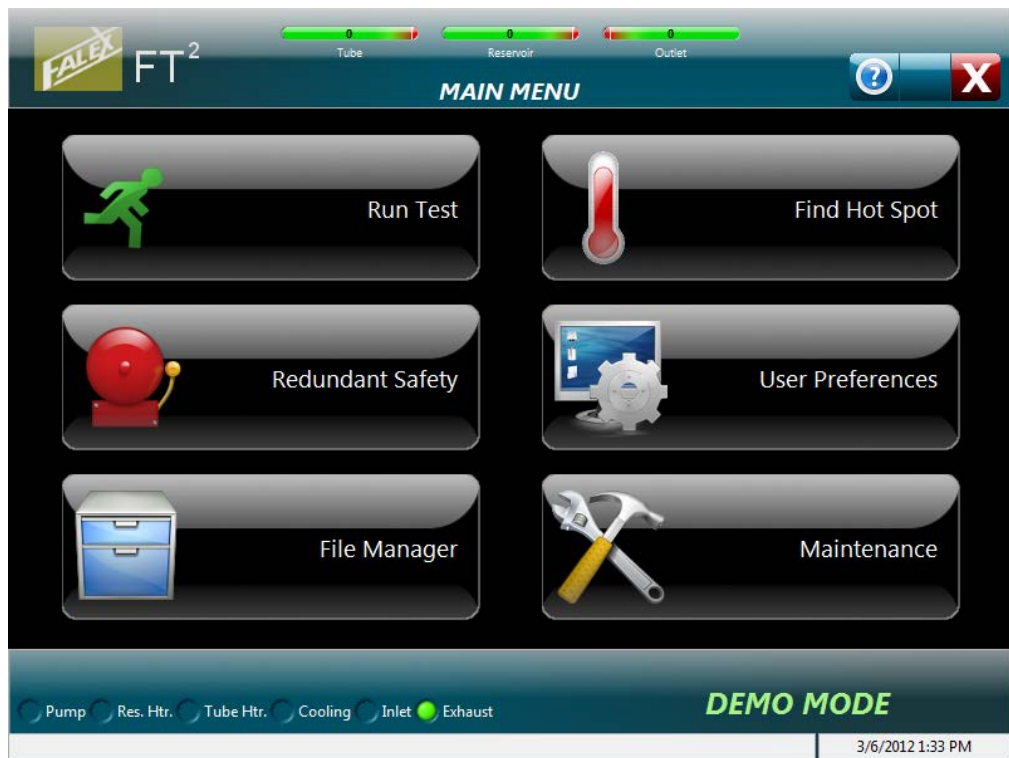 0 0 0
Tube Reservoir Outlet
FALEX FT2
MAIN MENU
? X
Run Test
Find Hot Spot
Redundant Safety
User Preferences
File Manager
Maintenance
Pump Res. Htr. Tube Htr. Cooling Inlet Exhaust
DEMO MODE
3/6/2012 1:33 PM